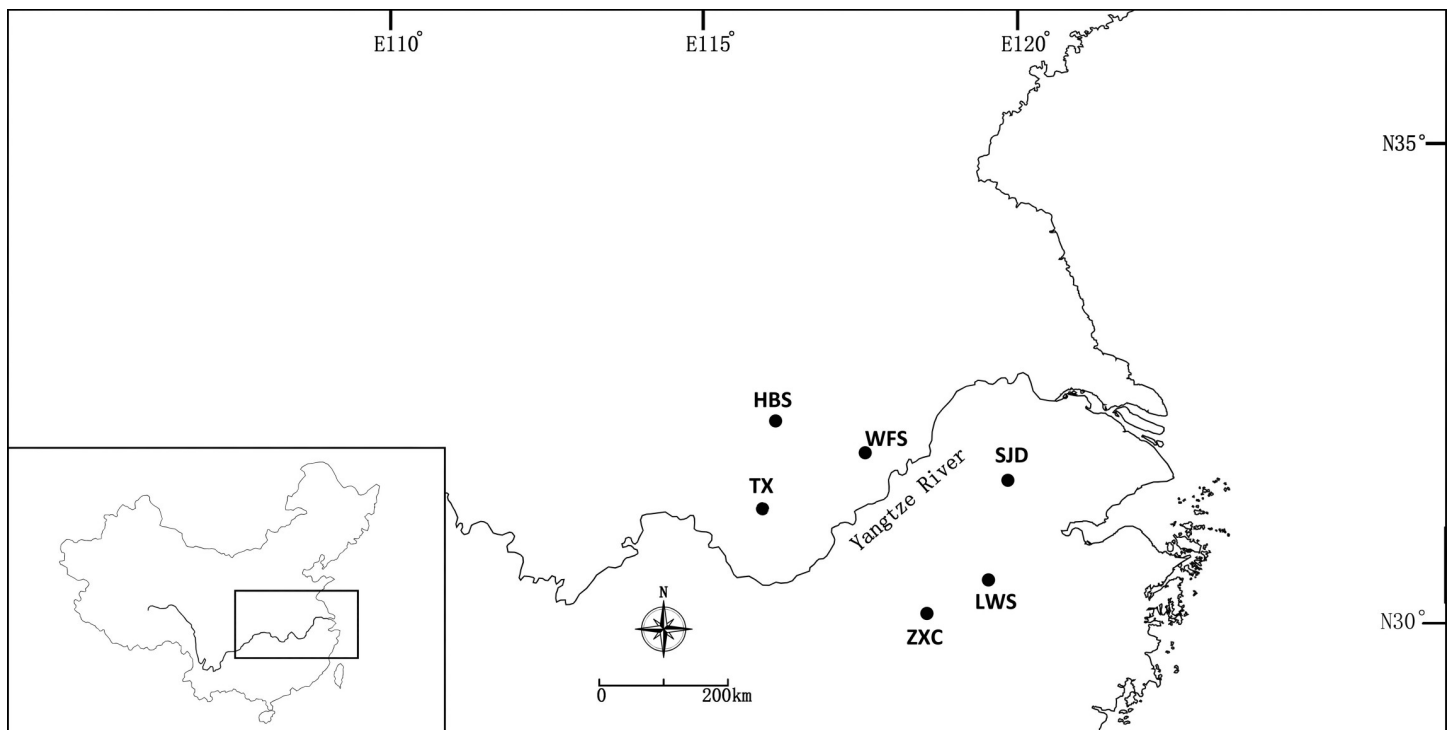 E110°
E115°
E120°
N35°
HBS
WFS
SJD
TX
Yangtze River
LWS
N
ZXC
N30°
0
200km